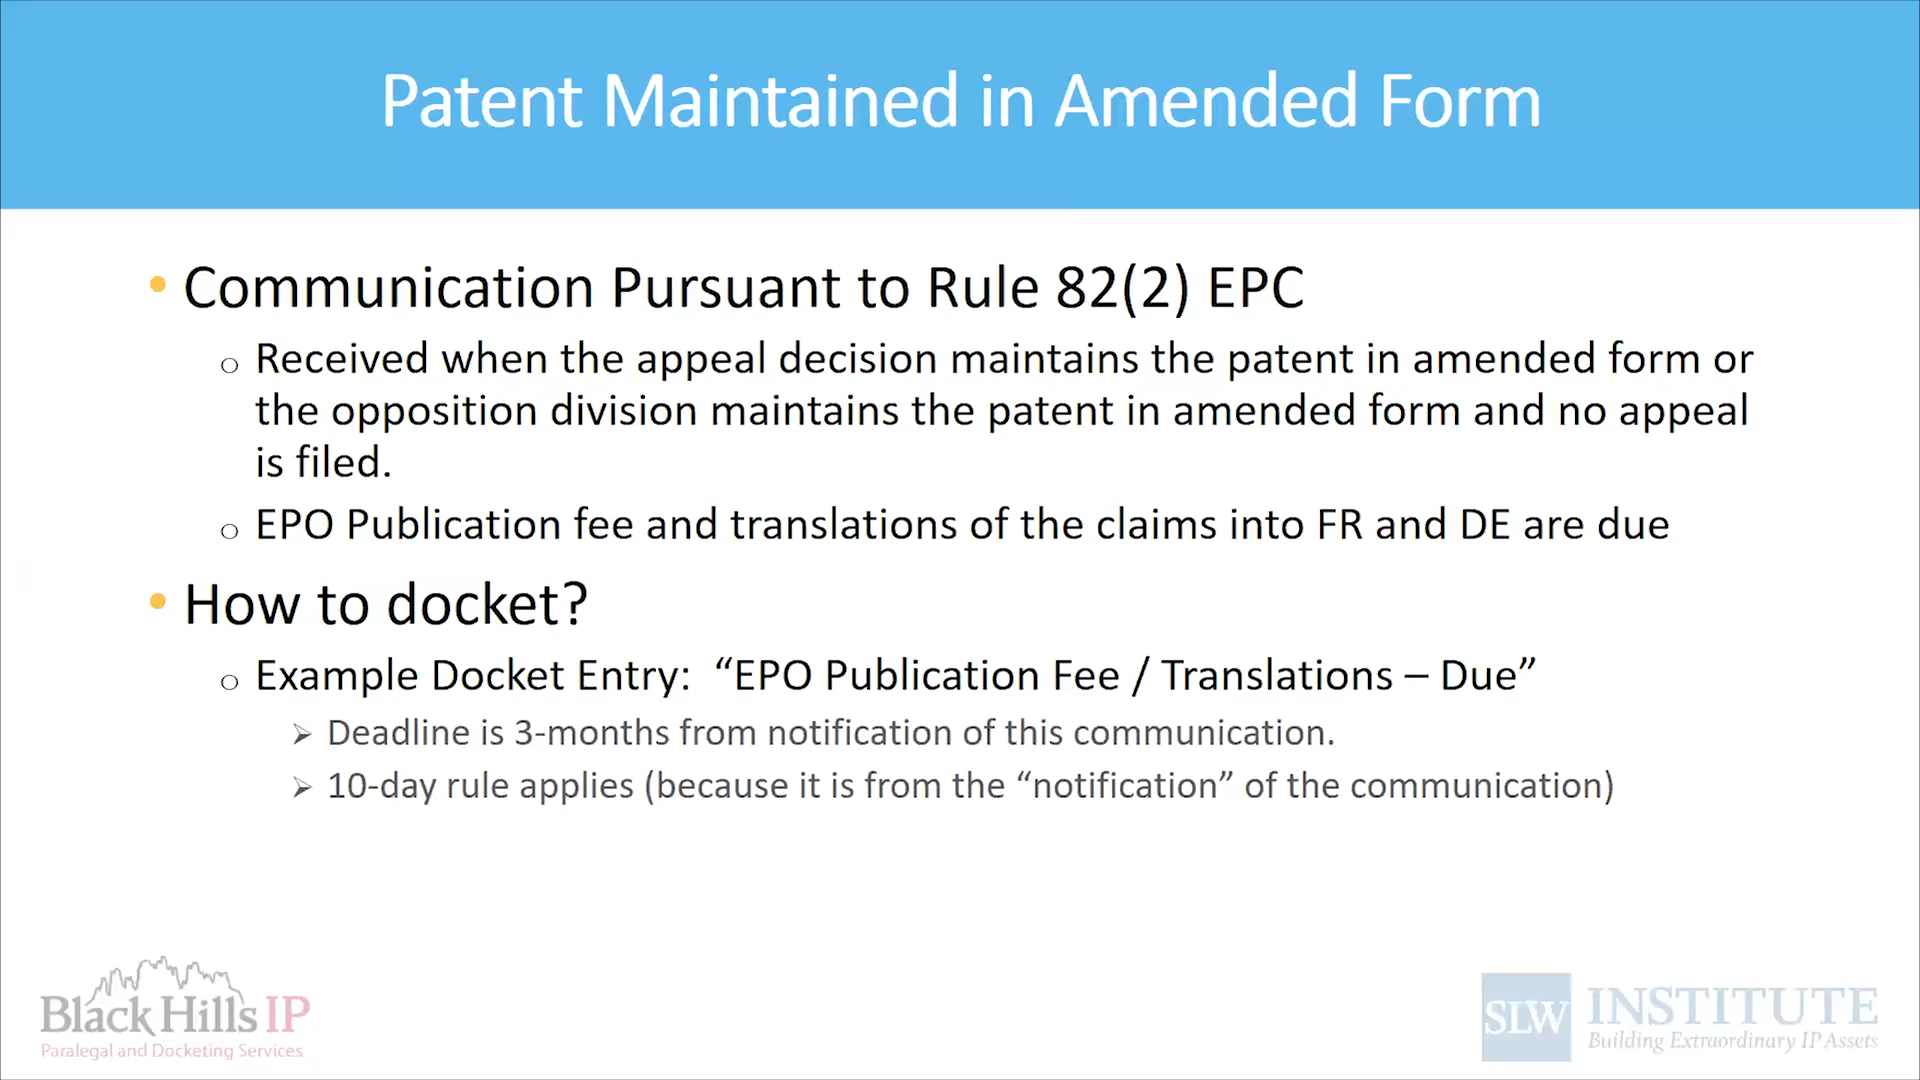 Patent Maintained in Amended Form
• Communication Pursuant to Rule 82(2) EPC
o Received when the appeal decision maintains the patent in amended form or
the opposition division maintains the patent in amended form and no appeal
is filed.
o EPO Publication fee and translations of the claims into FR and DE are due
• How to docket?
o Example Docket Entry: “EPO Publication Fee / Translations – Due”
➢ Deadline is 3-months from notification of this communication.
➢ 10-day rule applies (because it is from the “notification” of the communication)
Black Hills IP
Paralegal and Docketing Services
SLW INSTITUTE
Building Extraordinary IP Assets